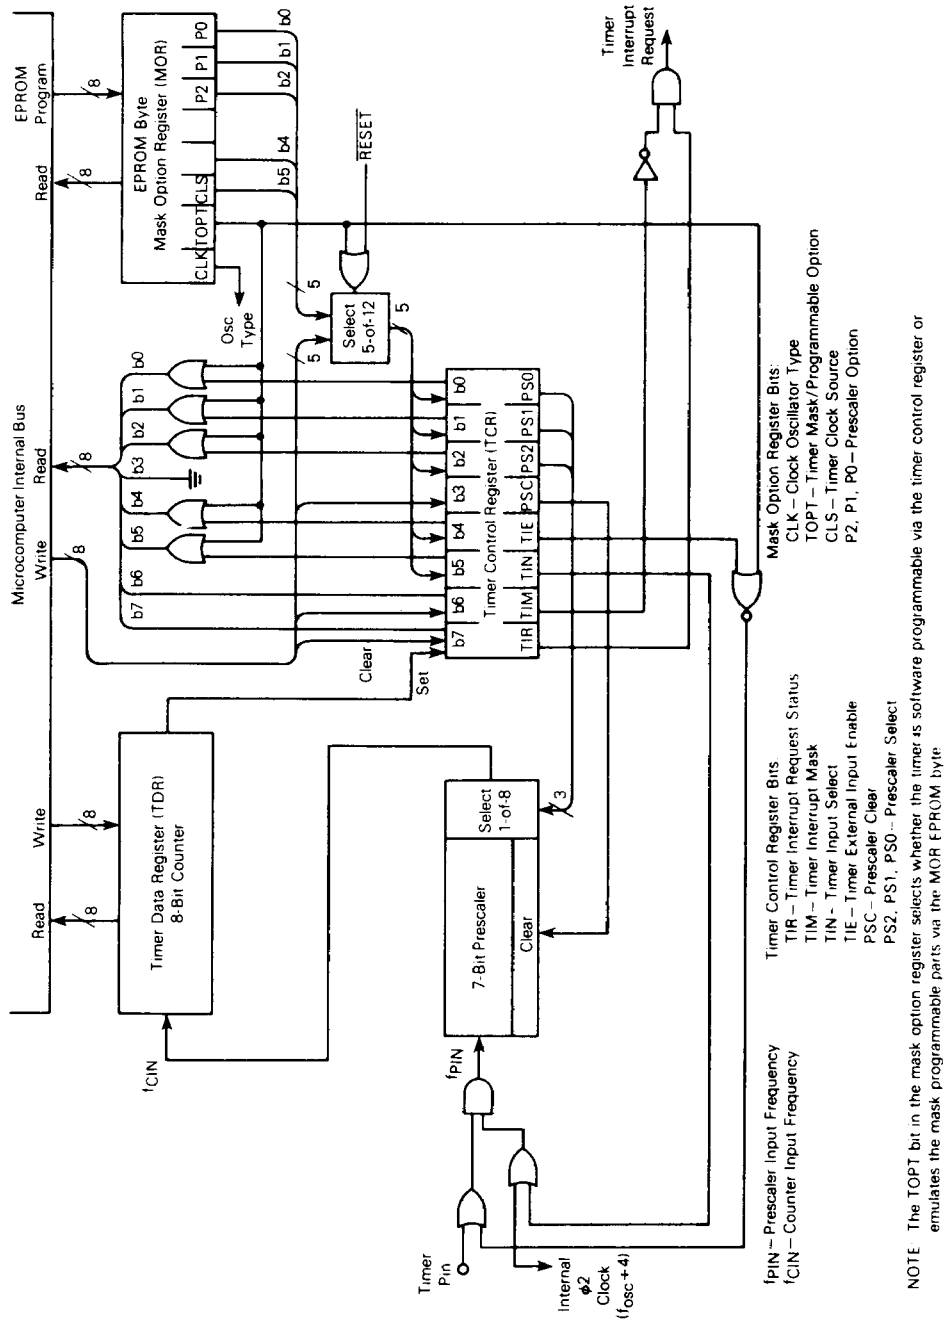 Microcomputer Internal Bus
Read
Write
Write
Read
EPROM
Read
Program
8
8
8
8
8
8
Timer Data Register (TDR)
8-Bit Counter
EPROM Byte
Mask Option Register (MOR)
CLK TOPT CLS P2 P1 P0
b7
b6
b5
b4
b3
b2
b1
b0
b5
b4
b2
b1
b0
Osc
Type
RESET
5
5
Select
5-of-12
5
Clear
Set
b7 b6 b5 b4 b3 b2 b1 b0
Timer Control Register (TCR)
TIR TIM TIN TIE PSC PS2 PS1 PS0
fCIN
fPIN
7-Bit Prescaler
Select
1-of-8
Clear
3
Timer
Pin
Internal
ϕ2
Clock
(fosc÷4)
Timer
Interrupt
Request
fPIN – Prescaler Input Frequency
fCIN – Counter Input Frequency
Timer Control Register Bits
TIR – Timer Interrupt Request Status
TIM – Timer Interrupt Mask
TIN – Timer Input Select
TIE – Timer External Input Enable
PSC – Prescaler Clear
PS2, PS1, PS0 – Prescaler Select
Mask Option Register Bits:
CLK – Clock Oscillator Type
TOPT – Timer Mask/Programmable Option
CLS – Timer Clock Source
P2, P1, P0 – Prescaler Option
NOTE: The TOPT bit in the mask option register selects whether the timer is software programmable via the timer control register or
emulates the mask programmable parts via the MOR EPROM byte